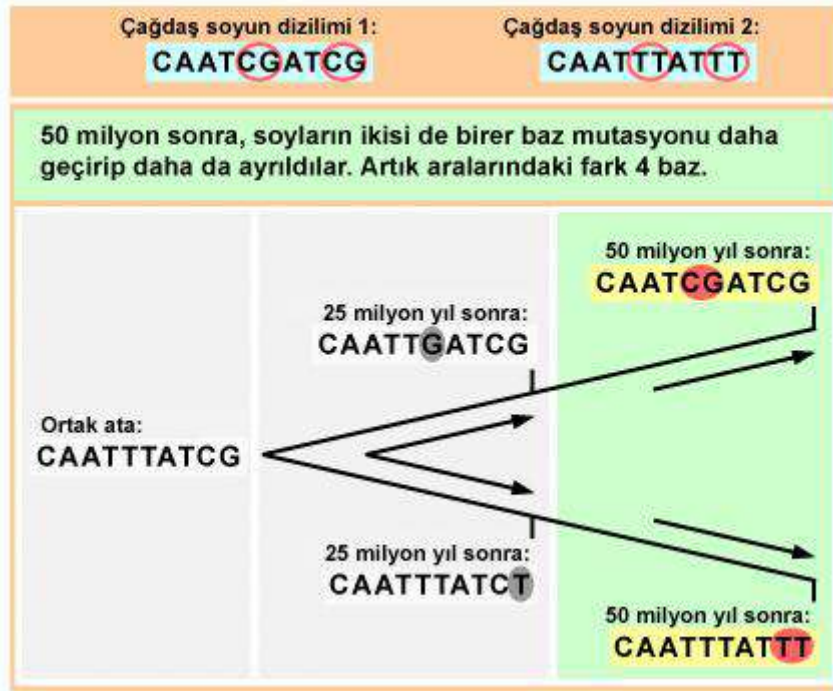 Çağdaş soyun dizilimi 1:
CAATCGATCG
Çağdaş soyun dizilimi 2:
CAATTTATTT
50 milyon sonra, soyların ikisi de birer baz mutasyonu daha
geçirip daha da ayrıldılar. Artık aralarındaki fark 4 baz.
50 milyon yıl sonra:
CAATCGATCG
25 milyon yıl sonra:
CAATTGATCG
Ortak ata:
CAATTTATCG
25 milyon yıl sonra:
CAATTTATCT
50 milyon yıl sonra:
CAATTTATTT